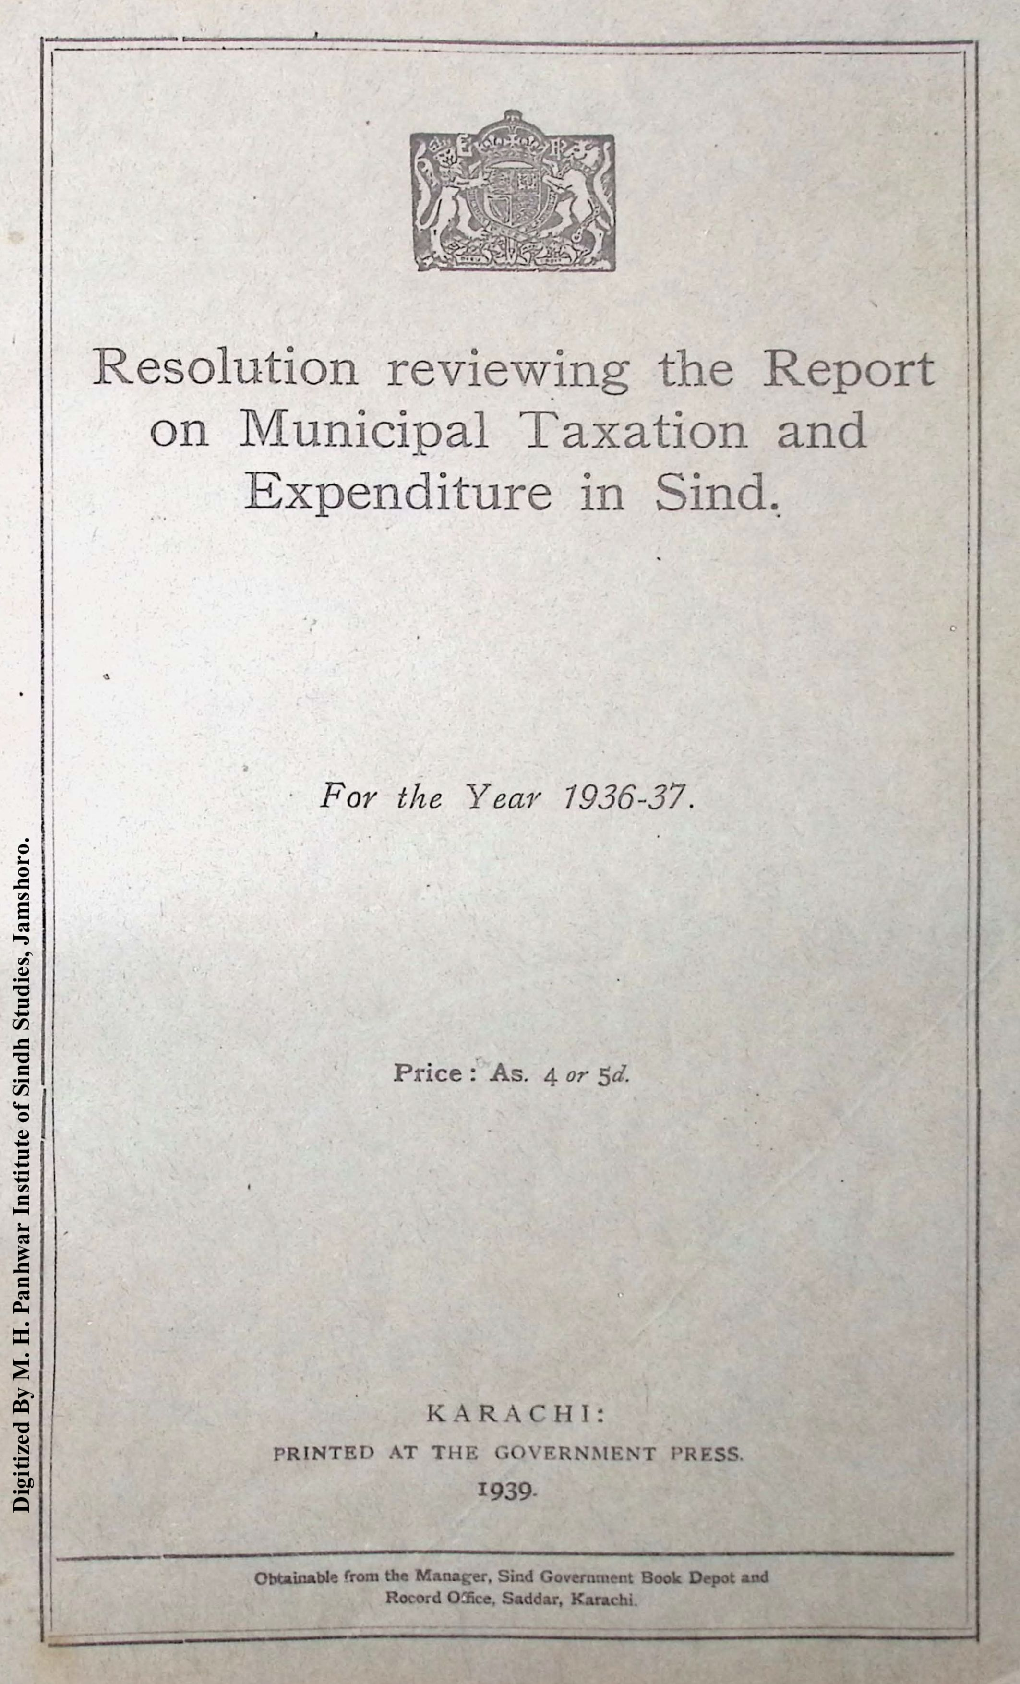 Resolution reviewing the Report
on Municipal Taxation and
Expenditure in Sind.
For the Year 1936-37.
Price: As. 4 or 5d.
KARACHI:
PRINTED AT THE GOVERNMENT PRESS.
1939.
Obtainable from the Manager, Sind Government Book Depot and
Rocord Office, Saddar, Karachi.
Digitized By M. H. Panhwar Institute of Sindh Studies, Jamshoro.